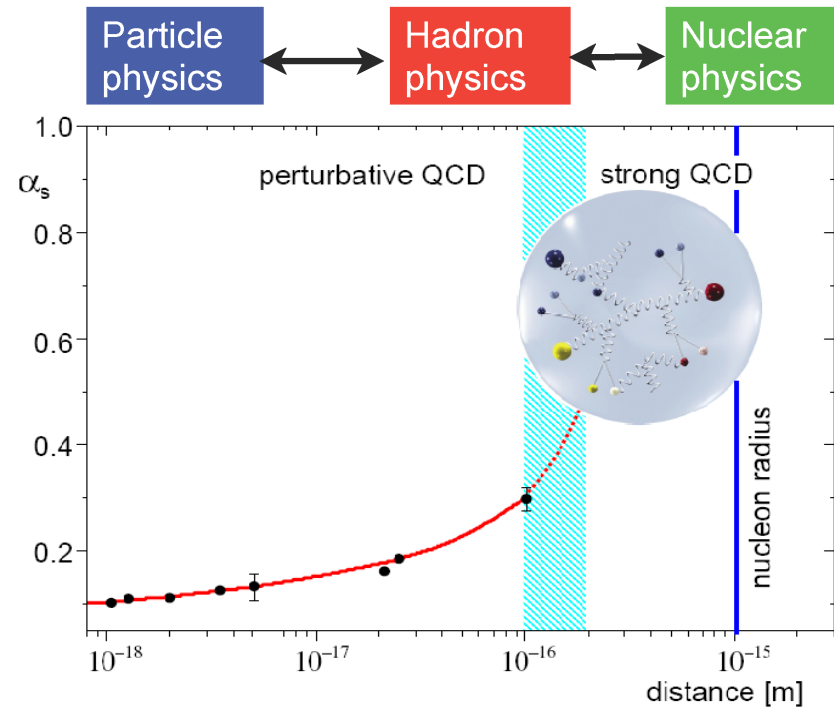 Particle physics
Hadron physics
Nuclear physics
1.0
perturbative QCD
strong QCD
αs
0.8
0.6
0.4
0.2
nucleon radius
10⁻¹⁸
10⁻¹⁷
10⁻¹⁶
10⁻¹⁵
distance [m]